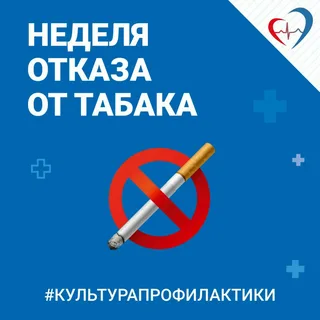 НЕДЕЛЯ
ОТКАЗА
ОТ ТАБАКА
#КУЛЬТУРАПРОФИЛАКТИКИ